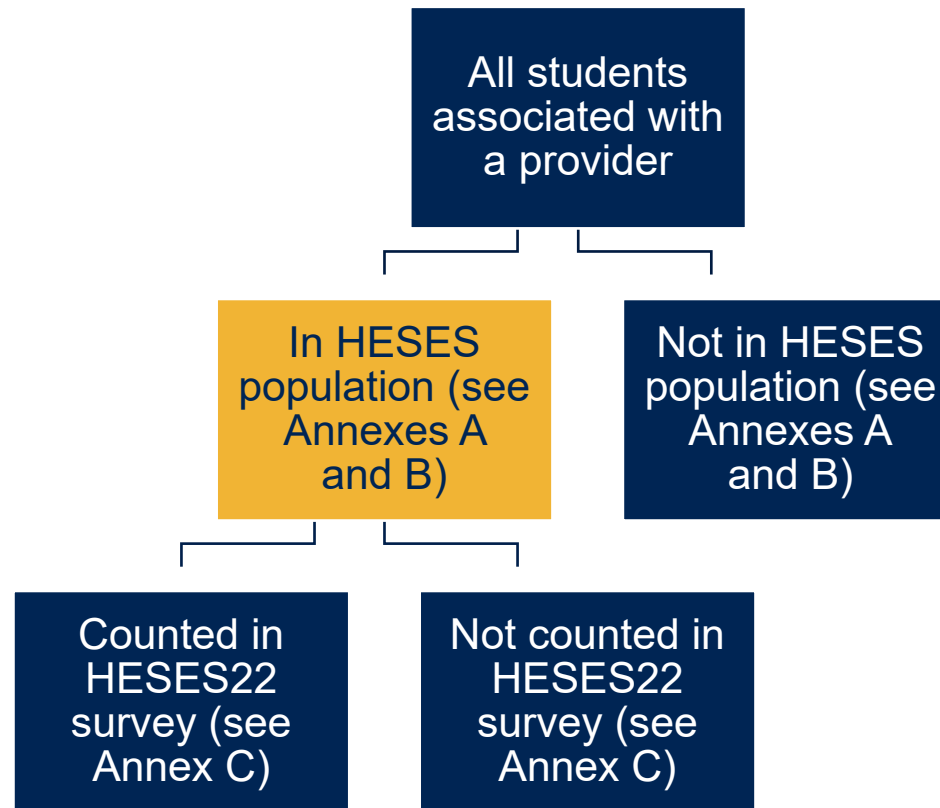 All students
associated with
a provider
In HESES
population (see
Annexes A
and B)
Not in HESES
population (see
Annexes A
and B)
Counted in
HESES22
survey (see
Annex C)
Not counted in
HESES22
survey (see
Annex C)